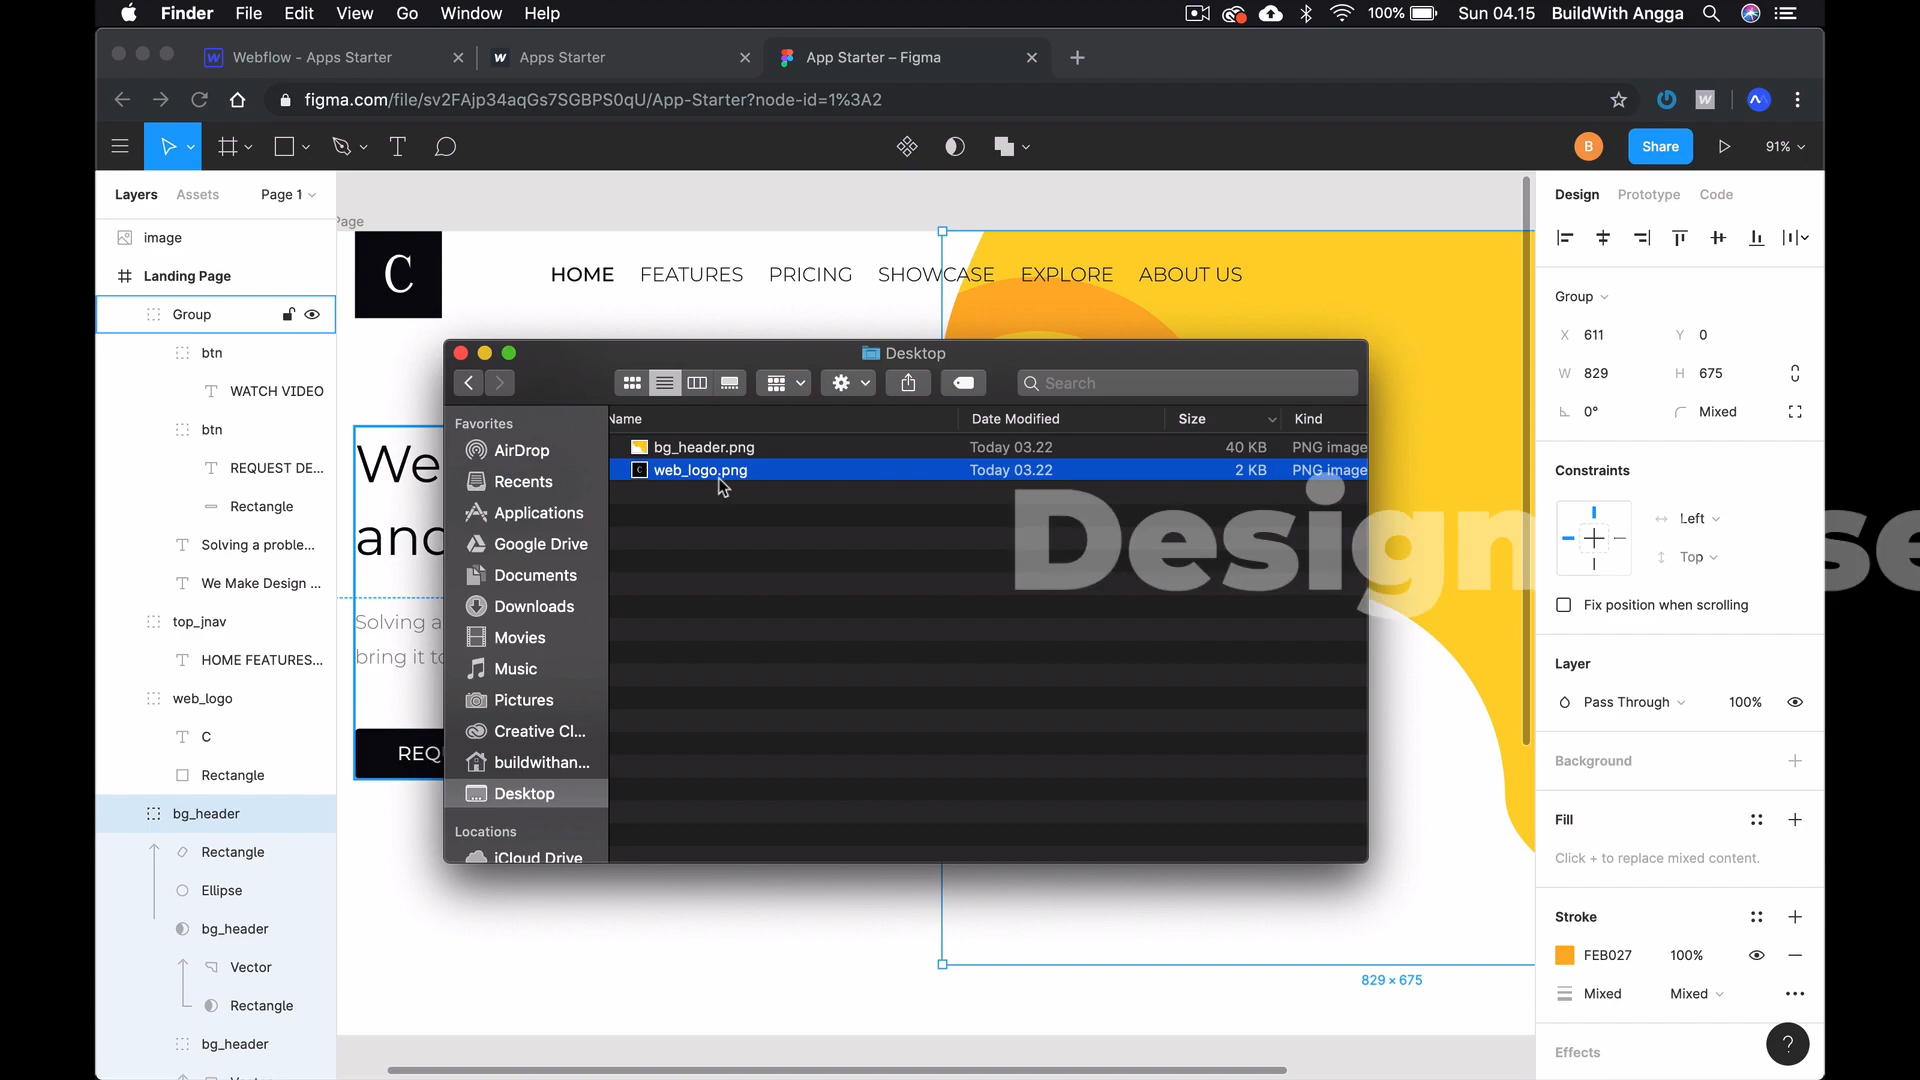 Finder File Edit View Go Window Help 100% Sun 04.15 BuildWith Angga
Webflow - Apps Starter Apps Starter App Starter – Figma
figma.com/file/sv2FAjp34aqGs7SGBPS0qU/App-Starter?node-id=1%3A2
B Share 91%
Layers Assets Page 1
image
Landing Page
Group
btn
WATCH VIDEO
btn
REQUEST DE...
Rectangle
Solving a proble...
We Make Design ...
top_jnav
HOME FEATURES...
web_logo
C
Rectangle
bg_header
Rectangle
Ellipse
bg_header
Vector
Rectangle
bg_header
Page
C
HOME FEATURES PRICING SHOWCASE EXPLORE ABOUT US
We
and
Solving a
bring it to
REQ
829 × 675
Desktop
Search
Favorites
AirDrop
Recents
Applications
Google Drive
Documents
Downloads
Movies
Music
Pictures
Creative Cl...
buildwithan...
Desktop
Locations
iCloud Drive
Name Date Modified Size Kind
bg_header.png Today 03.22 40 KB PNG image
web_logo.png Today 03.22 2 KB PNG image
Design
Design Prototype Code
Group
X 611 Y 0
W 829 H 675
0° Mixed
Constraints
Left
Top
Fix position when scrolling
Layer
Pass Through 100%
Background
Fill
Click + to replace mixed content.
Stroke
FEB027 100%
Mixed Mixed
Effects
?